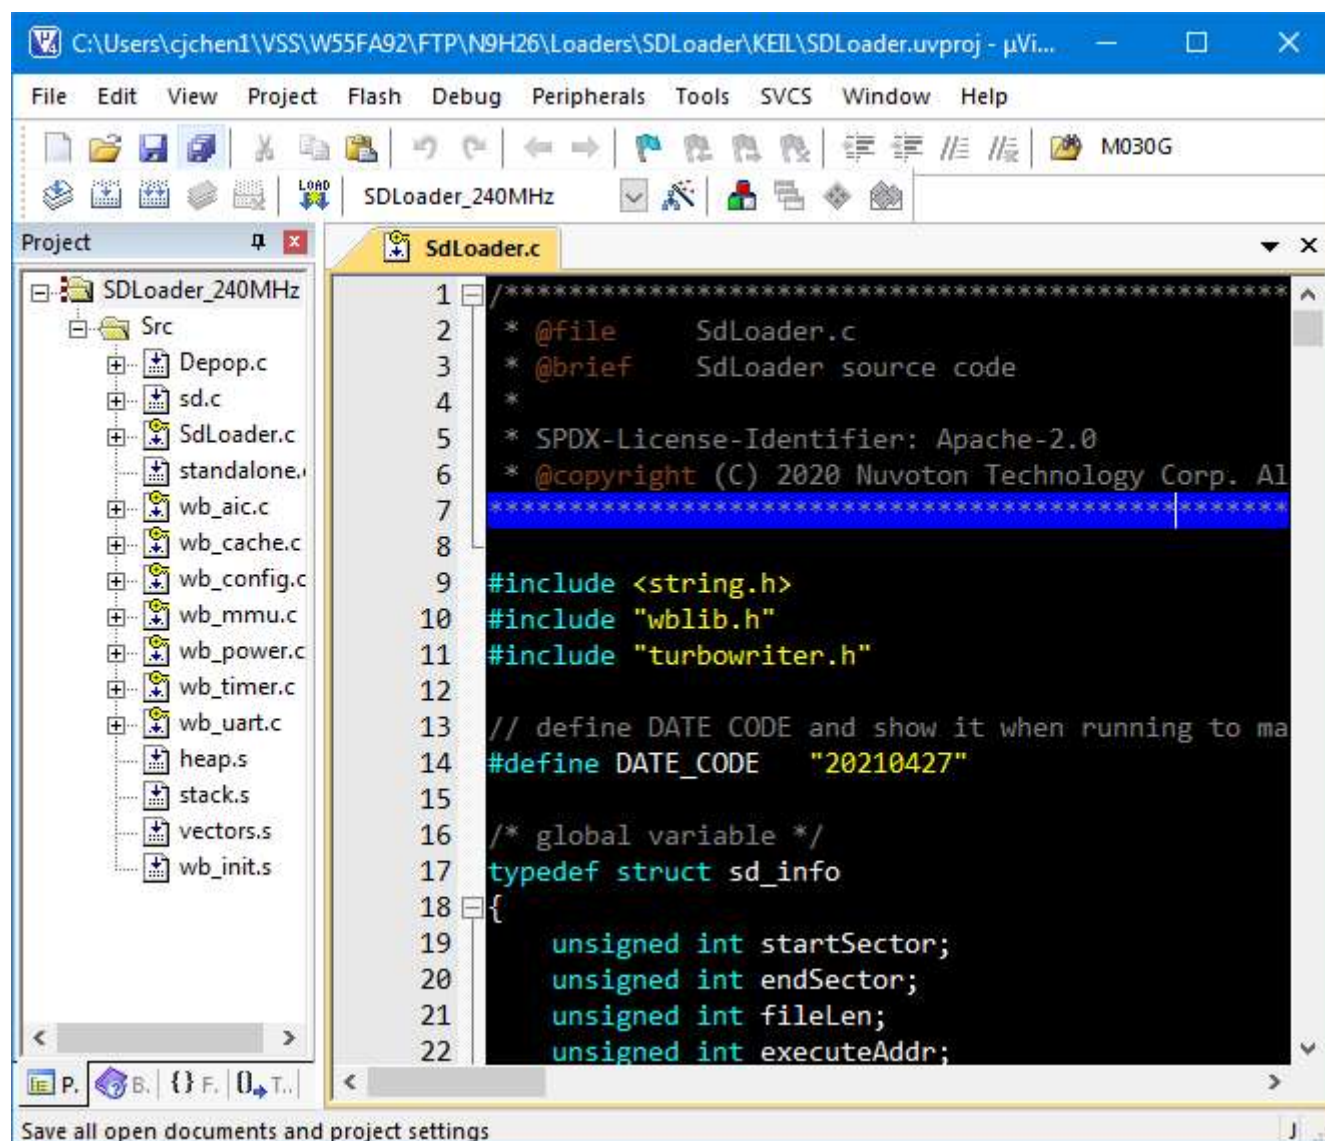 C:\Users\cjchen1\VSS\W55FA92\FTP\N9H26\Loaders\SDLoader\KEIL\SDLoader.uvproj - µVi...
File Edit View Project Flash Debug Peripherals Tools SVCS Window Help
M030G
LOAD SDLoader_240MHz
Project
SdLoader.c
SDLoader_240MHz
Src
Depop.c
sd.c
SdLoader.c
standalone.
wb_aic.c
wb_cache.c
wb_config.c
wb_mmu.c
wb_power.c
wb_timer.c
wb_uart.c
heap.s
stack.s
vectors.s
wb_init.s
1 /**************************************************
2 * @file SdLoader.c
3 * @brief SdLoader source code
4 *
5 * SPDX-License-Identifier: Apache-2.0
6 * @copyright (C) 2020 Nuvoton Technology Corp. Al
7 **************************************************
8
9 #include <string.h>
10 #include "wblib.h"
11 #include "turbowriter.h"
12
13 // define DATE CODE and show it when running to ma
14 #define DATE_CODE "20210427"
15
16 /* global variable */
17 typedef struct sd_info
18 {
19 unsigned int startSector;
20 unsigned int endSector;
21 unsigned int fileLen;
22 unsigned int executeAddr;
P. B. {} F. 0 T..
Save all open documents and project settings J